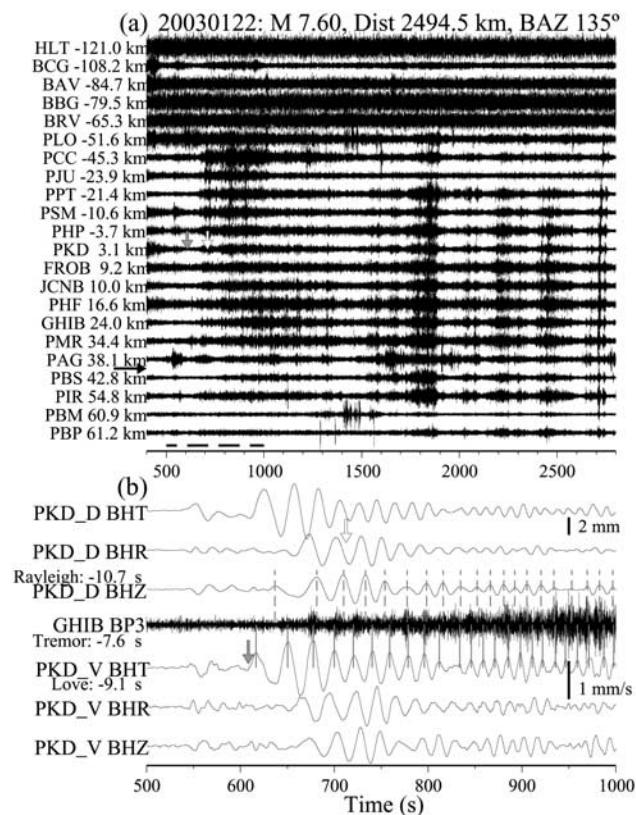 (a) 20030122: M 7.60, Dist 2494.5 km, BAZ 135º
HLT -121.0 km
BCG -108.2 km
BAV -84.7 km
BBG -79.5 km
BRV -65.3 km
PLO -51.6 km
PCC -45.3 km
PJU -23.9 km
PPT -21.4 km
PSM -10.6 km
PHP -3.7 km
PKD 3.1 km
FROB 9.2 km
JCNB 10.0 km
PHF 16.6 km
GHIB 24.0 km
PMR 34.4 km
PAG 38.1 km
PBS 42.8 km
PIR 54.8 km
PBM 60.9 km
PBP 61.2 km
500 1000 1500 2000 2500
(b)
PKD_D BHT
2 mm
PKD_D BHR
Rayleigh: -10.7 s
PKD_D BHZ
GHIB BP3
Tremor: -7.6 s
PKD_V BHT
Love: -9.1 s
1 mm/s
PKD_V BHR
PKD_V BHZ
500 600 700 800 900 1000
Time (s)